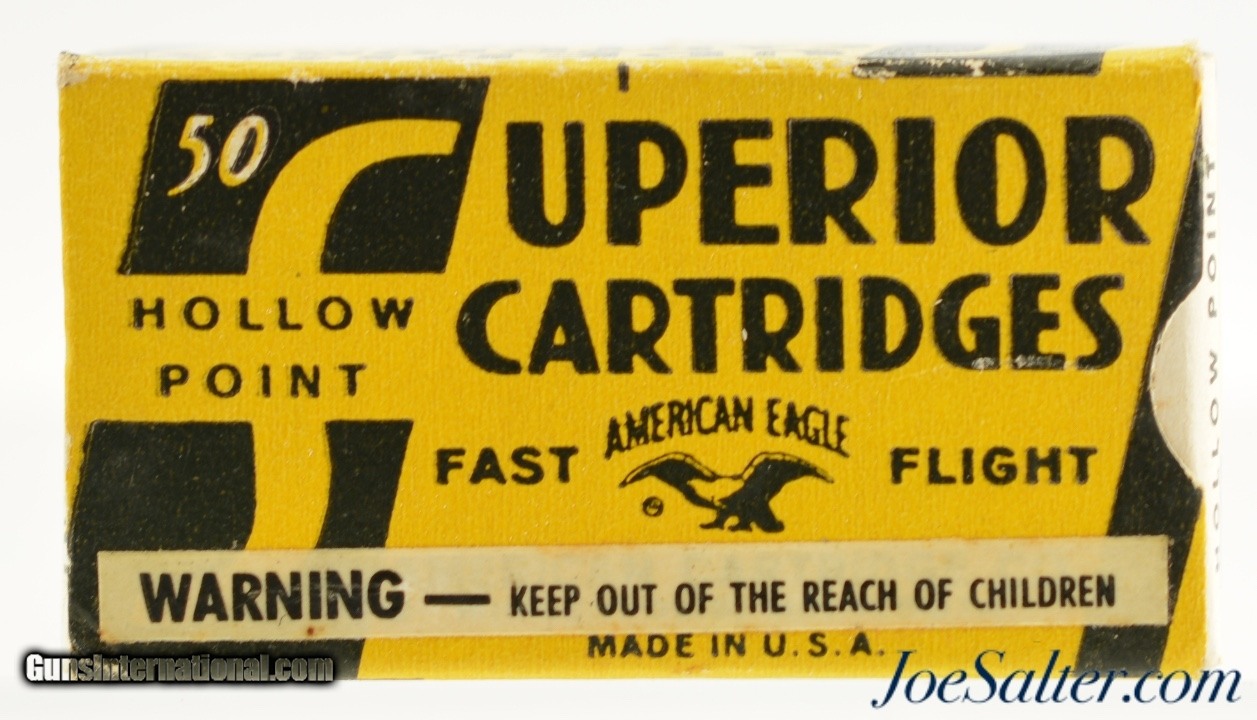 50
SUPERIOR
CARTRIDGES
HOLLOW
POINT
AMERICAN EAGLE
FAST FLIGHT
WARNING — KEEP OUT OF THE REACH OF CHILDREN
MADE IN U.S.A.
HOLLOW POINT
GunsInternational.com
JoeSalter.com